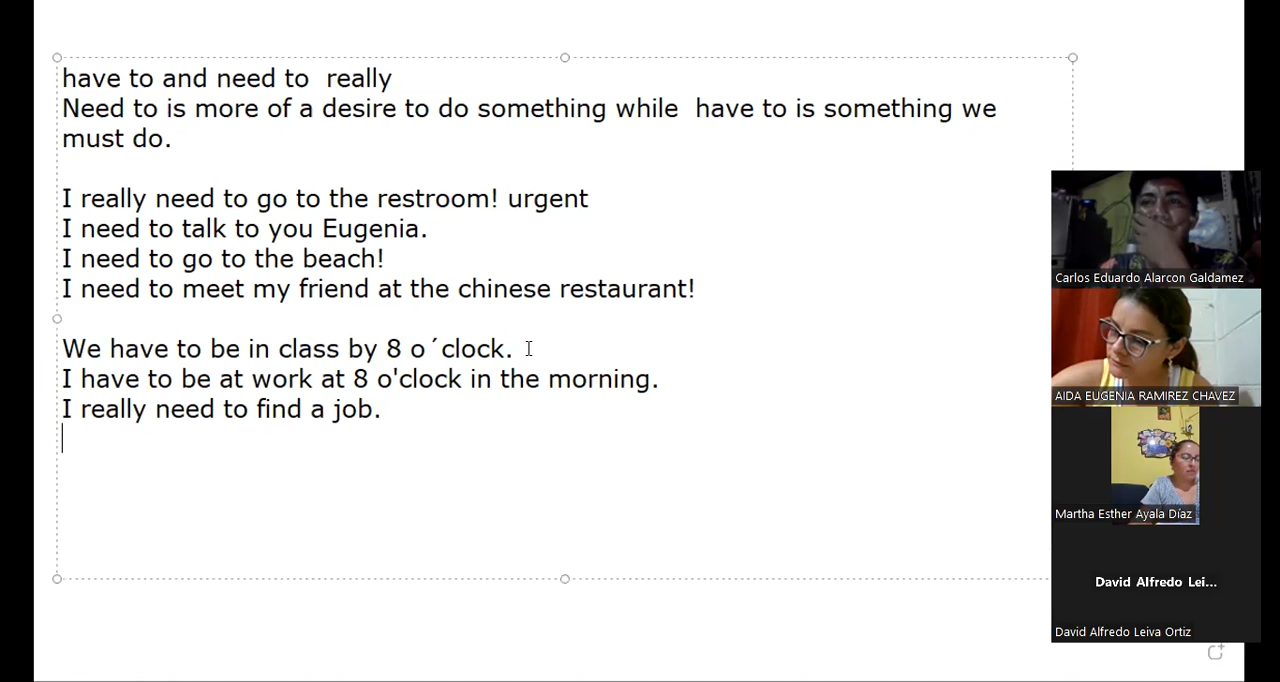 have to and need to  really
Need to is more of a desire to do something while  have to is something we
must do.
I really need to go to the restroom! urgent
I need to talk to you Eugenia.
I need to go to the beach!
I need to meet my friend at the chinese restaurant!
We have to be in class by 8 o´clock.
I have to be at work at 8 o'clock in the morning.
I really need to find a job.
Carlos Eduardo Alarcon Galdamez
AIDA EUGENIA RAMIREZ CHAVEZ
Martha Esther Ayala Díaz
David Alfredo Lei...
David Alfredo Leiva Ortiz